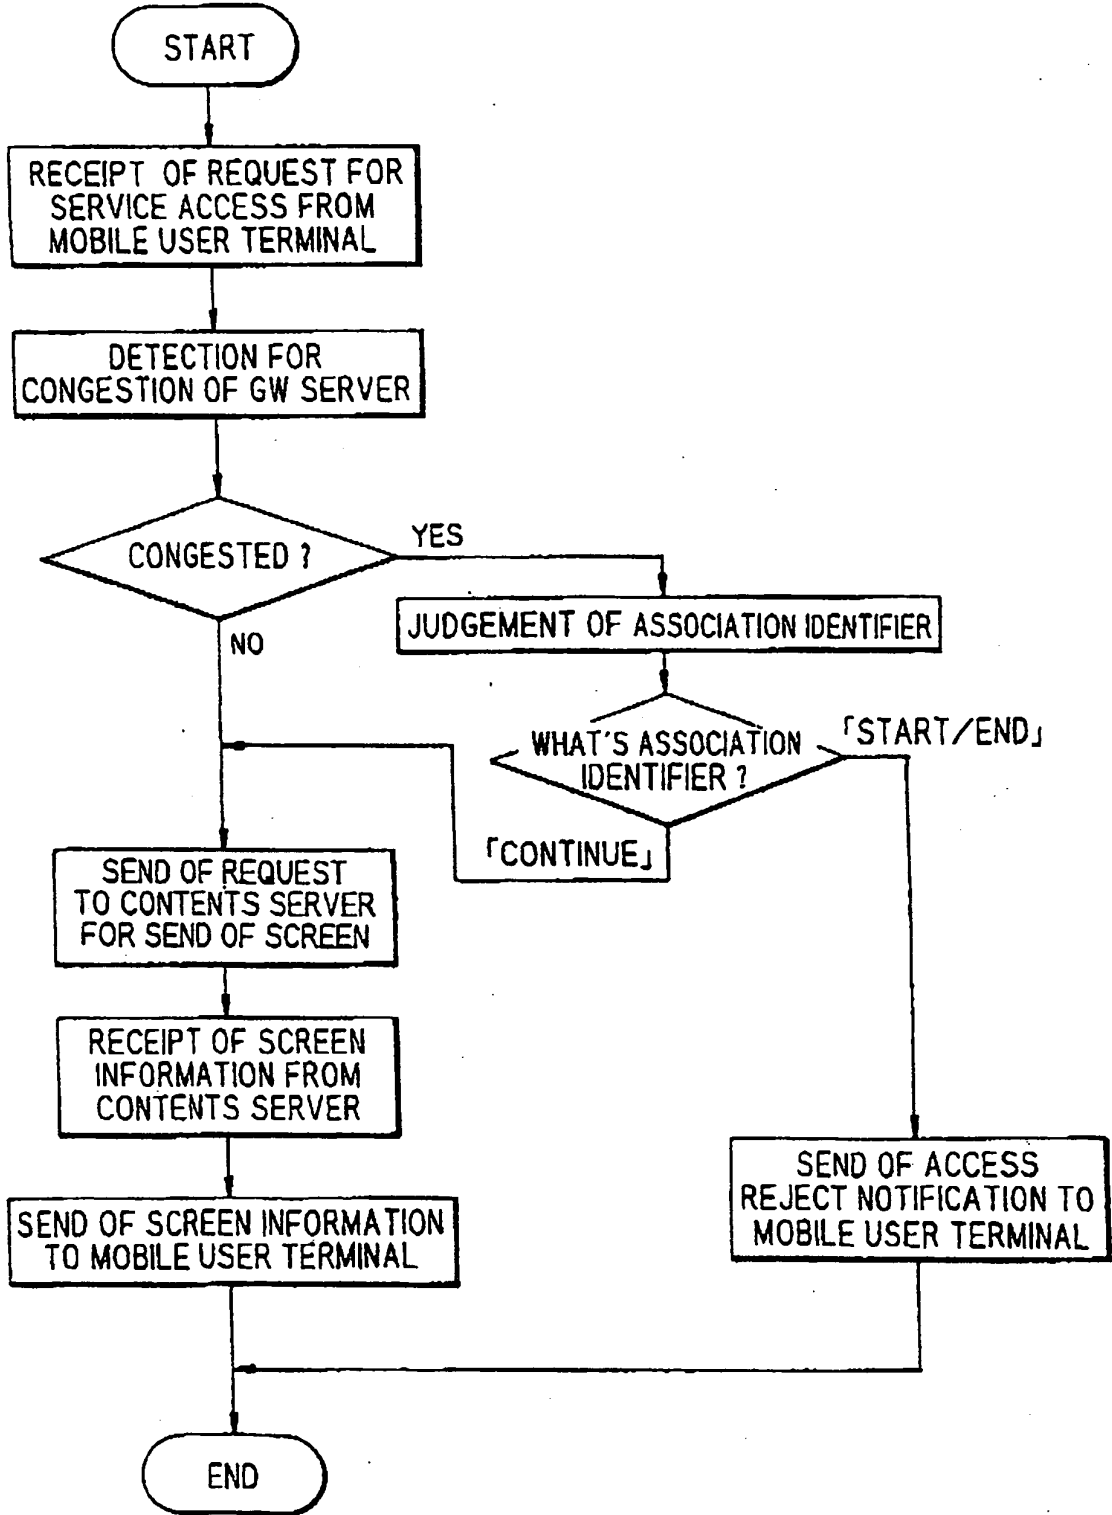 START
RECEIPT OF REQUEST FOR
SERVICE ACCESS FROM
MOBILE USER TERMINAL
DETECTION FOR
CONGESTION OF GW SERVER
CONGESTED ?
YES
NO
JUDGEMENT OF ASSOCIATION IDENTIFIER
WHAT'S ASSOCIATION
IDENTIFIER ?
「START/END」
「CONTINUE」
SEND OF REQUEST
TO CONTENTS SERVER
FOR SEND OF SCREEN
RECEIPT OF SCREEN
INFORMATION FROM
CONTENTS SERVER
SEND OF SCREEN INFORMATION
TO MOBILE USER TERMINAL
SEND OF ACCESS
REJECT NOTIFICATION TO
MOBILE USER TERMINAL
END